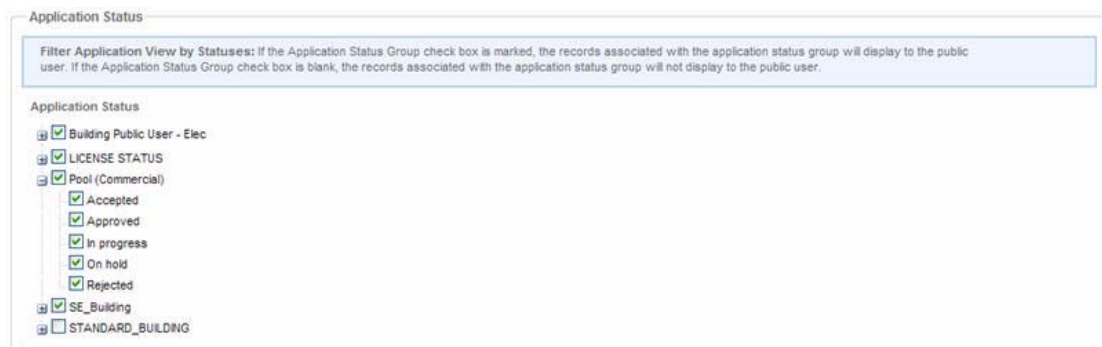 Application Status
Filter Application View by Statuses: If the Application Status Group check box is marked, the records associated with the application status group will display to the public
user. If the Application Status Group check box is blank, the records associated with the application status group will not display to the public user.
Application Status
Building Public User - Elec
LICENSE STATUS
Pool (Commercial)
Accepted
Approved
In progress
On hold
Rejected
SE_Building
STANDARD_BUILDING